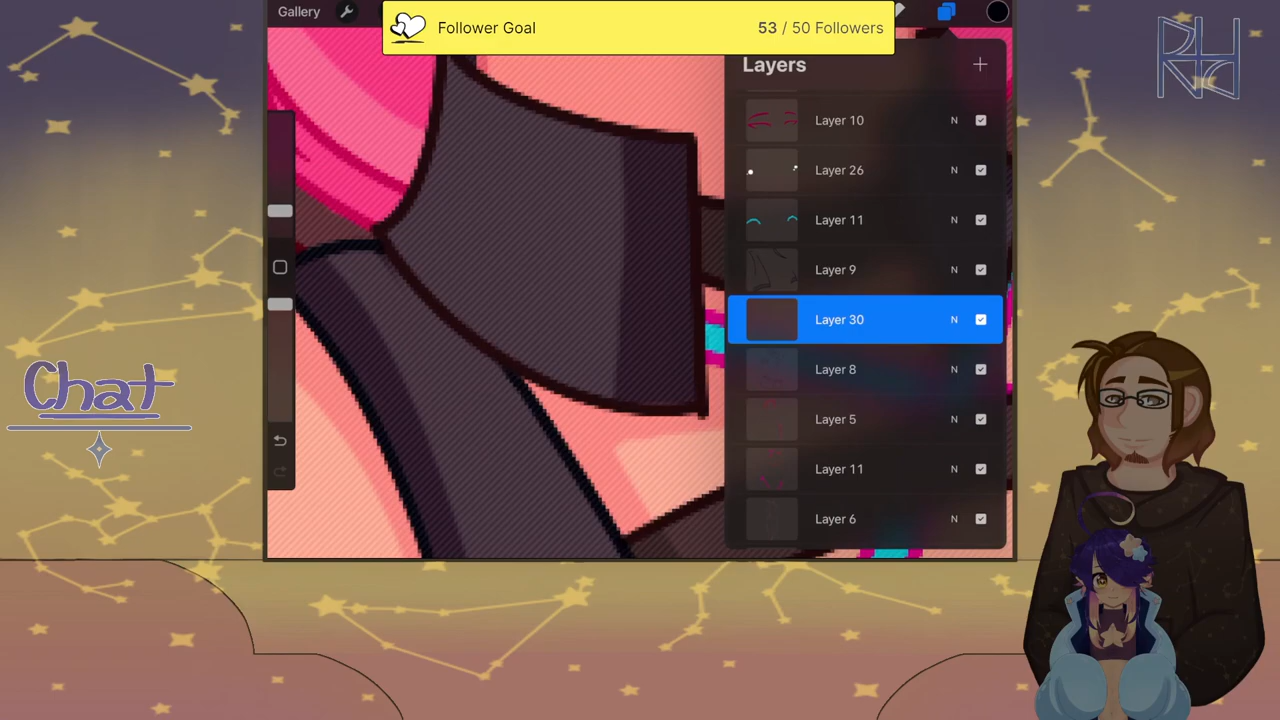 Gallery
Follower Goal
53 / 50 Followers
Layers
Layer 10 N
Layer 26 N
Layer 11 N
Layer 9 N
Layer 30 N
Layer 8 N
Layer 5 N
Layer 11 N
Layer 6 N
Chat